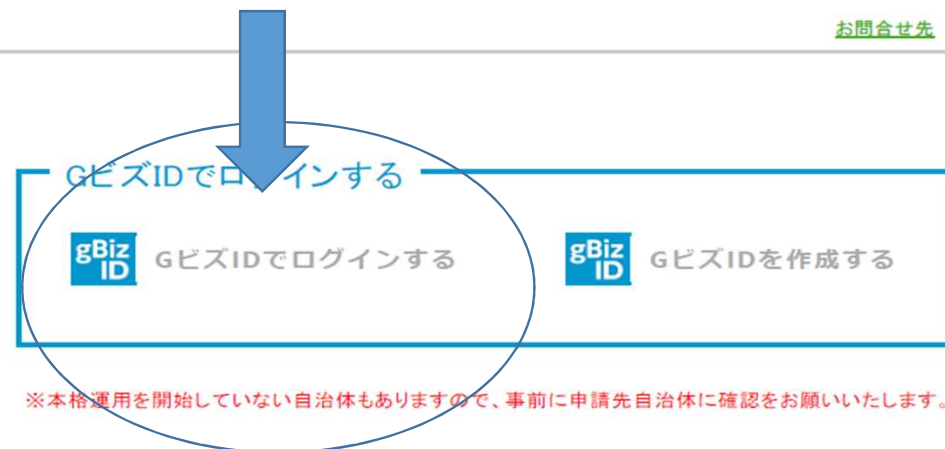 お問合せ先
GビズIDでログインする
gBiz ID GビズIDでログインする
gBiz ID GビズIDを作成する
※本格運用を開始していない自治体もありますので、事前に申請先自治体に確認をお願いいたします。